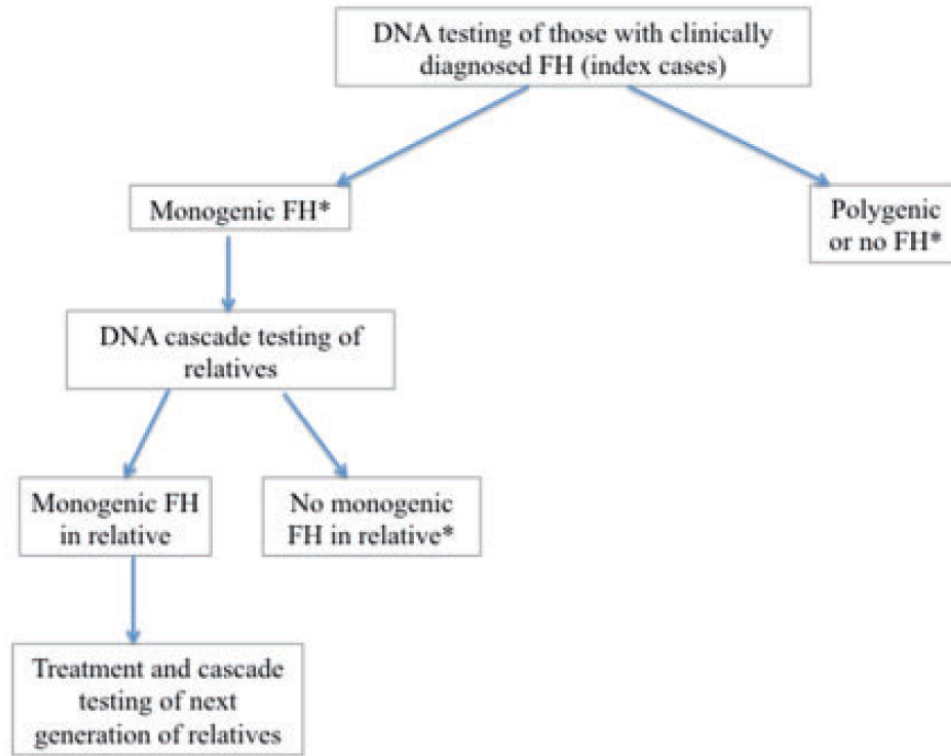 DNA testing of those with clinically
diagnosed FH (index cases)
Monogenic FH*
Polygenic
or no FH*
DNA cascade testing of
relatives
Monogenic FH
in relative
No monogenic
FH in relative*
Treatment and cascade
testing of next
generation of relatives